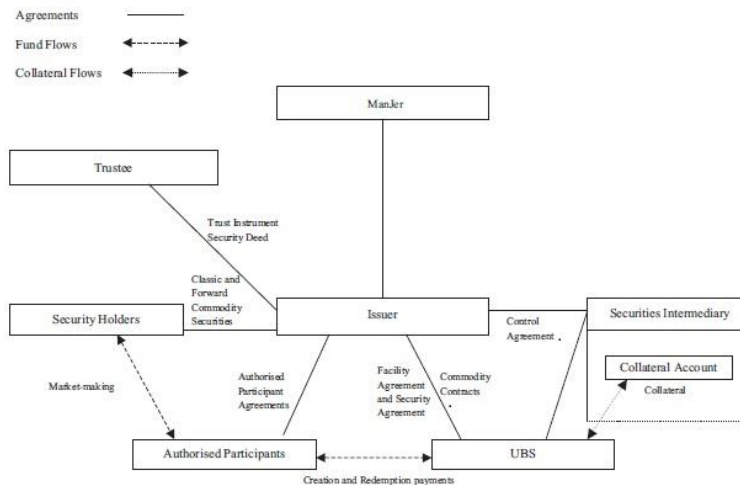 Agreements
Fund Flows
Collateral Flows
ManJer
Trustee
Trust Instrument
Security Deed
Classic and
Forward
Commodity
Securities
Security Holders
Issuer
Securities Intermediary
Control
Agreement
Collateral Account
Collateral
Market-making
Authorised
Participant
Agreements
Facility
Agreement
and Security
Agreement
Commodity
Contracts
Authorised Participants
UBS
Creation and Redemption payments